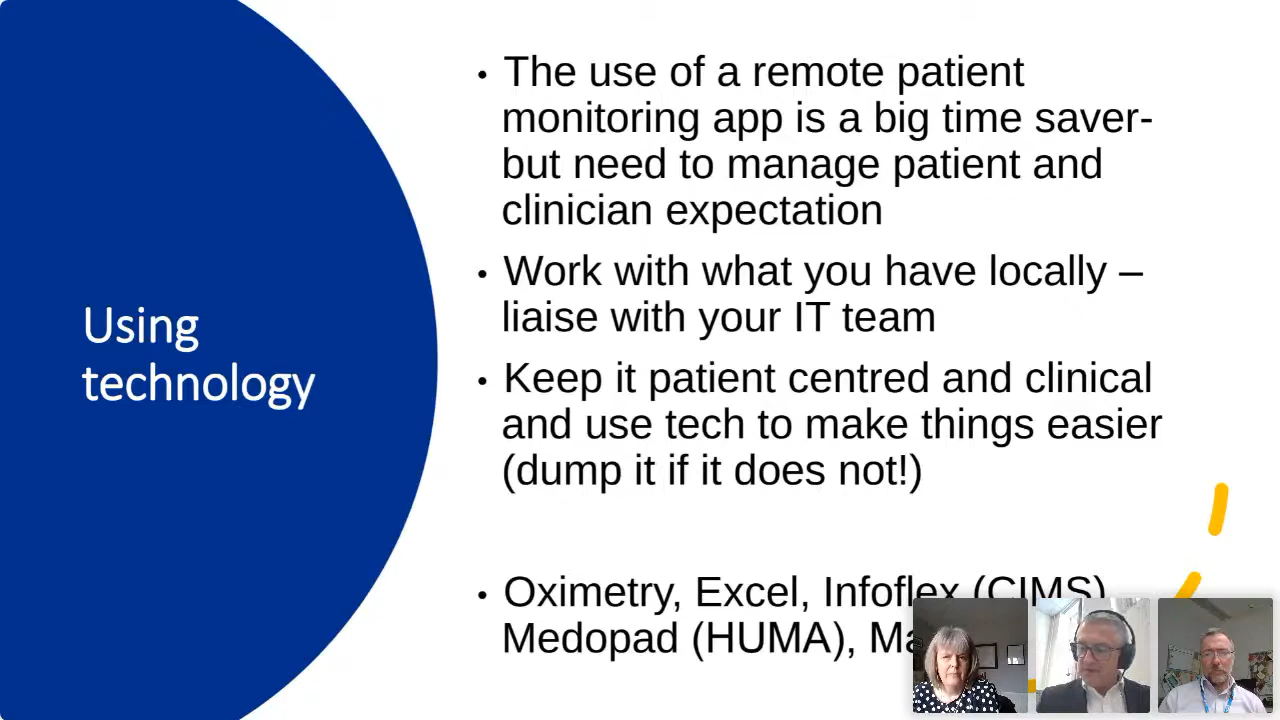 Using
technology
• The use of a remote patient
monitoring app is a big time saver-
but need to manage patient and
clinician expectation
• Work with what you have locally –
liaise with your IT team
• Keep it patient centred and clinical
and use tech to make things easier
(dump it if it does not!)
• Oximetry, Excel, Infoflex (CIMS)
Medopad (HUMA),